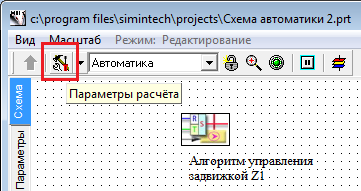 c:\program files\simintech\projects\Схема автоматики 2.prt
Вид Масштаб Режим: Редактирование
Автоматика
Параметры расчёта
Схема
Параметры
R S
T 1
Алгоритм управления
задвижкой Z1